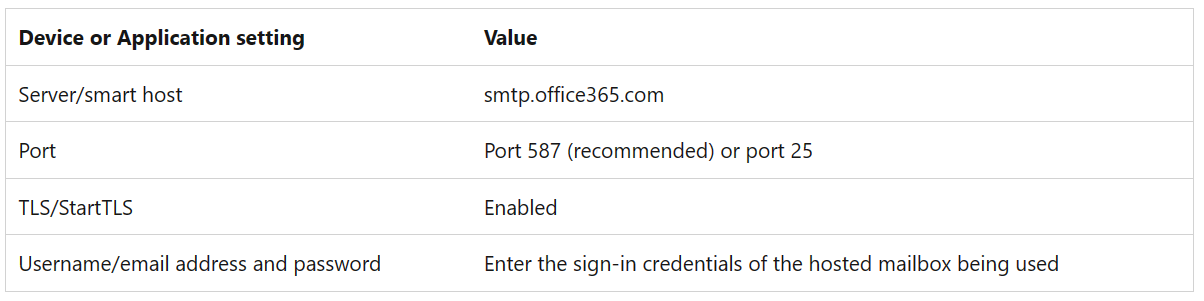 Device or Application setting Value
Server/smart host smtp.office365.com
Port Port 587 (recommended) or port 25
TLS/StartTLS Enabled
Username/email address and password Enter the sign-in credentials of the hosted mailbox being used